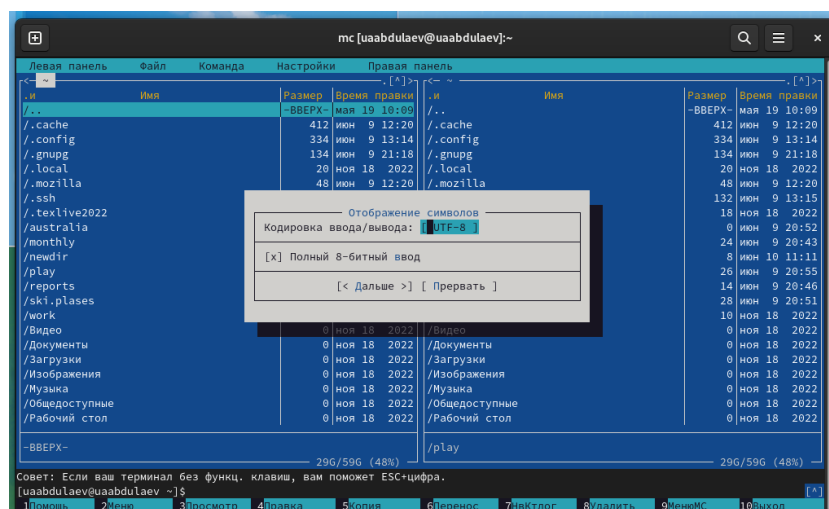 mc [uaabdulaev@uaabdulaev]:~
Левая панель Файл Команда Настройки Правая панель
<— ~ .[^]> <— ~ .[^]>
.и Имя Размер Время правки .и Имя Размер Время правки
/.. -ВВЕРХ- мая 19 10:09 /.. -ВВЕРХ- мая 19 10:09
/.cache 412 июн 9 12:20 /.cache 412 июн 9 12:20
/.config 334 июн 9 13:14 /.config 334 июн 9 13:14
/.gnupg 134 июн 9 21:18 /.gnupg 134 июн 9 21:18
/.local 20 ноя 18 2022 /.local 20 ноя 18 2022
/.mozilla 48 июн 9 12:20 /.mozilla 48 июн 9 12:20
/.ssh 132 июн 9 13:15
/.texlive2022 Отображение символов 18 ноя 18 2022
/australia Кодировка ввода/вывода: [ UTF-8 ] 0 июн 9 20:52
/monthly 24 июн 9 20:43
/newdir [x] Полный 8-битный ввод 8 июн 10 11:11
/play 26 июн 9 20:55
/reports [< Дальше >] [ Прервать ] 14 июн 9 20:46
/ski.plases 28 июн 9 20:51
/work 10 ноя 18 2022
/Видео 0 ноя 18 2022 /Видео 0 ноя 18 2022
/Документы 0 ноя 18 2022 /Документы 0 ноя 18 2022
/Загрузки 0 ноя 18 2022 /Загрузки 0 ноя 18 2022
/Изображения 0 ноя 18 2022 /Изображения 0 ноя 18 2022
/Музыка 0 ноя 18 2022 /Музыка 0 ноя 18 2022
/Общедоступные 0 ноя 18 2022 /Общедоступные 0 ноя 18 2022
/Рабочий стол 0 ноя 18 2022 /Рабочий стол 0 ноя 18 2022
-ВВЕРХ- /play
29G/59G (48%) 29G/59G (48%)
Совет: Если ваш терминал без функц. клавиш, вам поможет ESC+цифра.
[uaabdulaev@uaabdulaev ~]$ [^]
1Помощь 2Меню 3Просмотр 4Правка 5Копия 6Перенос 7НвКтлог 8Удалить 9МенюМС 10Выход